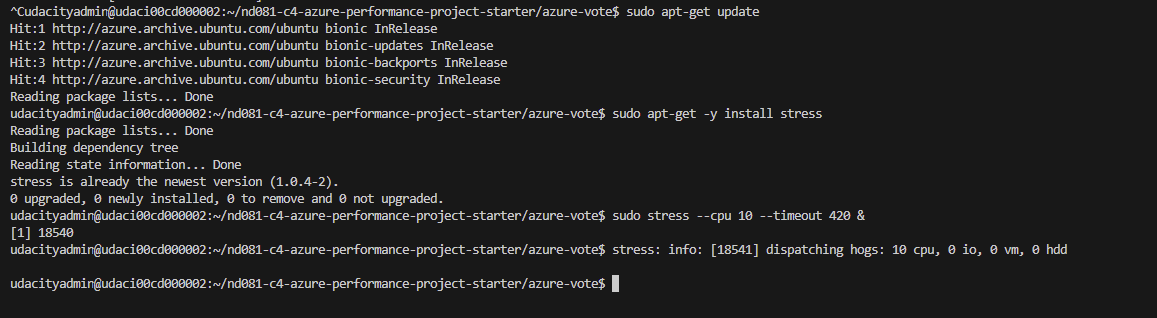 ^Cudacityadmin@udaci00cd000002:~/nd081-c4-azure-performance-project-starter/azure-vote$ sudo apt-get update
Hit:1 http://azure.archive.ubuntu.com/ubuntu bionic InRelease
Hit:2 http://azure.archive.ubuntu.com/ubuntu bionic-updates InRelease
Hit:3 http://azure.archive.ubuntu.com/ubuntu bionic-backports InRelease
Hit:4 http://azure.archive.ubuntu.com/ubuntu bionic-security InRelease
Reading package lists... Done
udacityadmin@udaci00cd000002:~/nd081-c4-azure-performance-project-starter/azure-vote$ sudo apt-get -y install stress
Reading package lists... Done
Building dependency tree
Reading state information... Done
stress is already the newest version (1.0.4-2).
0 upgraded, 0 newly installed, 0 to remove and 0 not upgraded.
udacityadmin@udaci00cd000002:~/nd081-c4-azure-performance-project-starter/azure-vote$ sudo stress --cpu 10 --timeout 420 &
[1] 18540
udacityadmin@udaci00cd000002:~/nd081-c4-azure-performance-project-starter/azure-vote$ stress: info: [18541] dispatching hogs: 10 cpu, 0 io, 0 vm, 0 hdd
udacityadmin@udaci00cd000002:~/nd081-c4-azure-performance-project-starter/azure-vote$